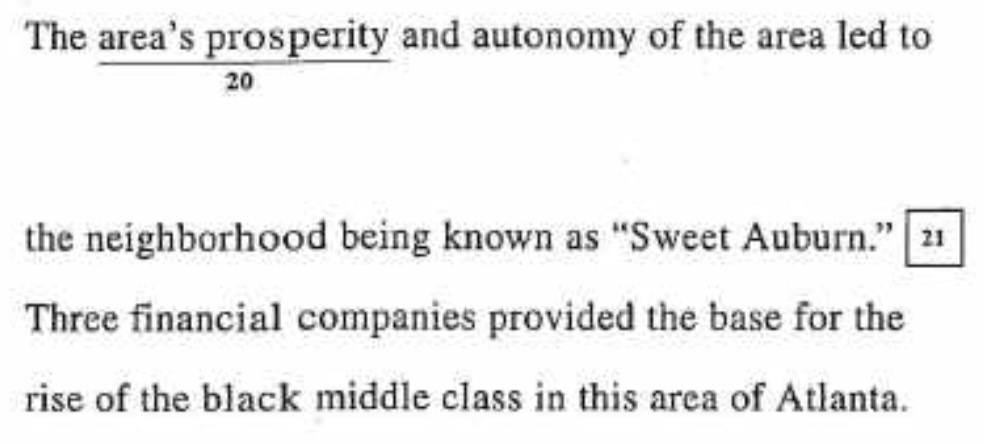 The area's prosperity and autonomy of the area led to
20
the neighborhood being known as “Sweet Auburn.” 21
Three financial companies provided the base for the
rise of the black middle class in this area of Atlanta.